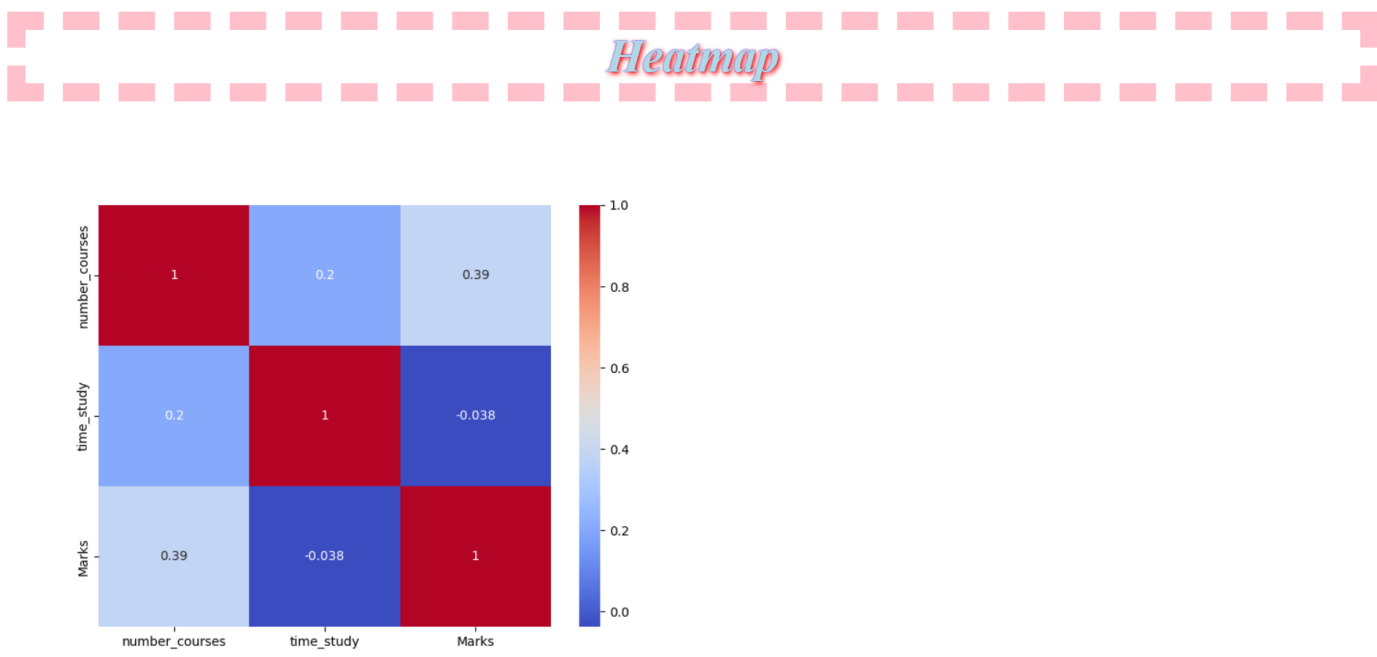 Heatmap
1.0
number_courses
1 0.2 0.39
0.8
0.6
time_study
0.2 1 -0.038
0.4
0.2
Marks
0.39 -0.038 1
0.0
number_courses time_study Marks